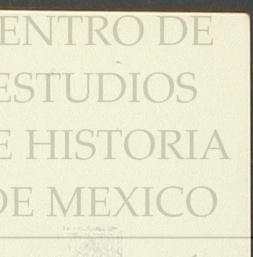 ENTRO DE
ESTUDIOS
E HISTORIA
DE MEXICO